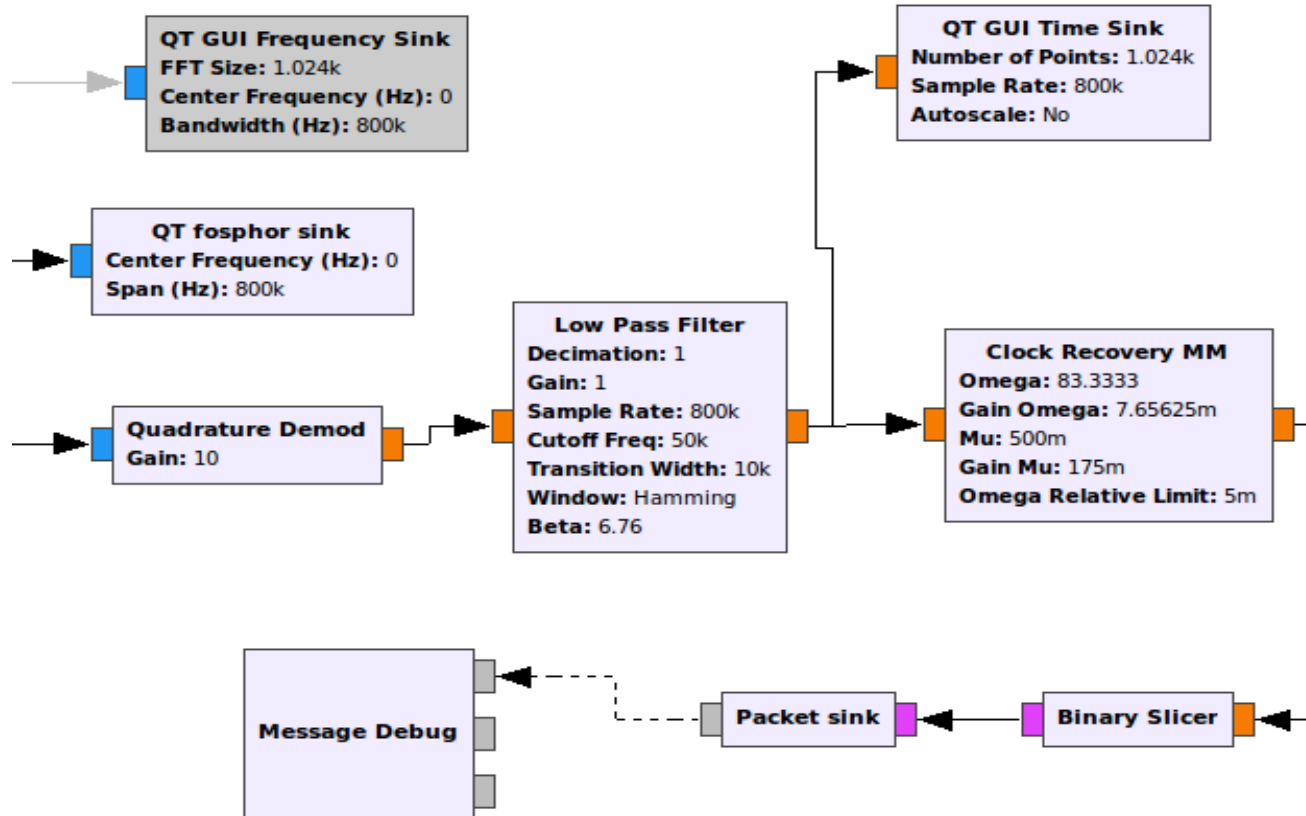 QT GUI Frequency Sink
FFT Size: 1.024k
Center Frequency (Hz): 0
Bandwidth (Hz): 800k
QT GUI Time Sink
Number of Points: 1.024k
Sample Rate: 800k
Autoscale: No
QT fosphor sink
Center Frequency (Hz): 0
Span (Hz): 800k
Quadrature Demod
Gain: 10
Low Pass Filter
Decimation: 1
Gain: 1
Sample Rate: 800k
Cutoff Freq: 50k
Transition Width: 10k
Window: Hamming
Beta: 6.76
Clock Recovery MM
Omega: 83.3333
Gain Omega: 7.65625m
Mu: 500m
Gain Mu: 175m
Omega Relative Limit: 5m
Message Debug
Packet sink
Binary Slicer